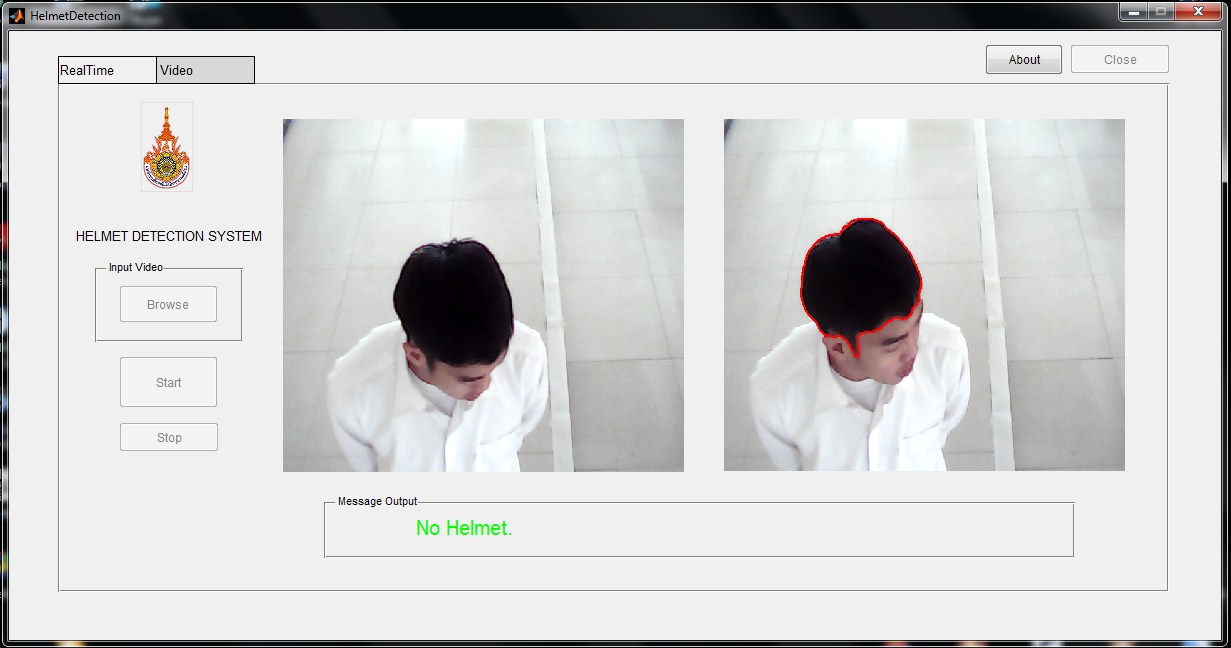 HelmetDetection
About
Close
RealTime
Video
HELMET DETECTION SYSTEM
Input Video
Browse
Start
Stop
Message Output
No Helmet.